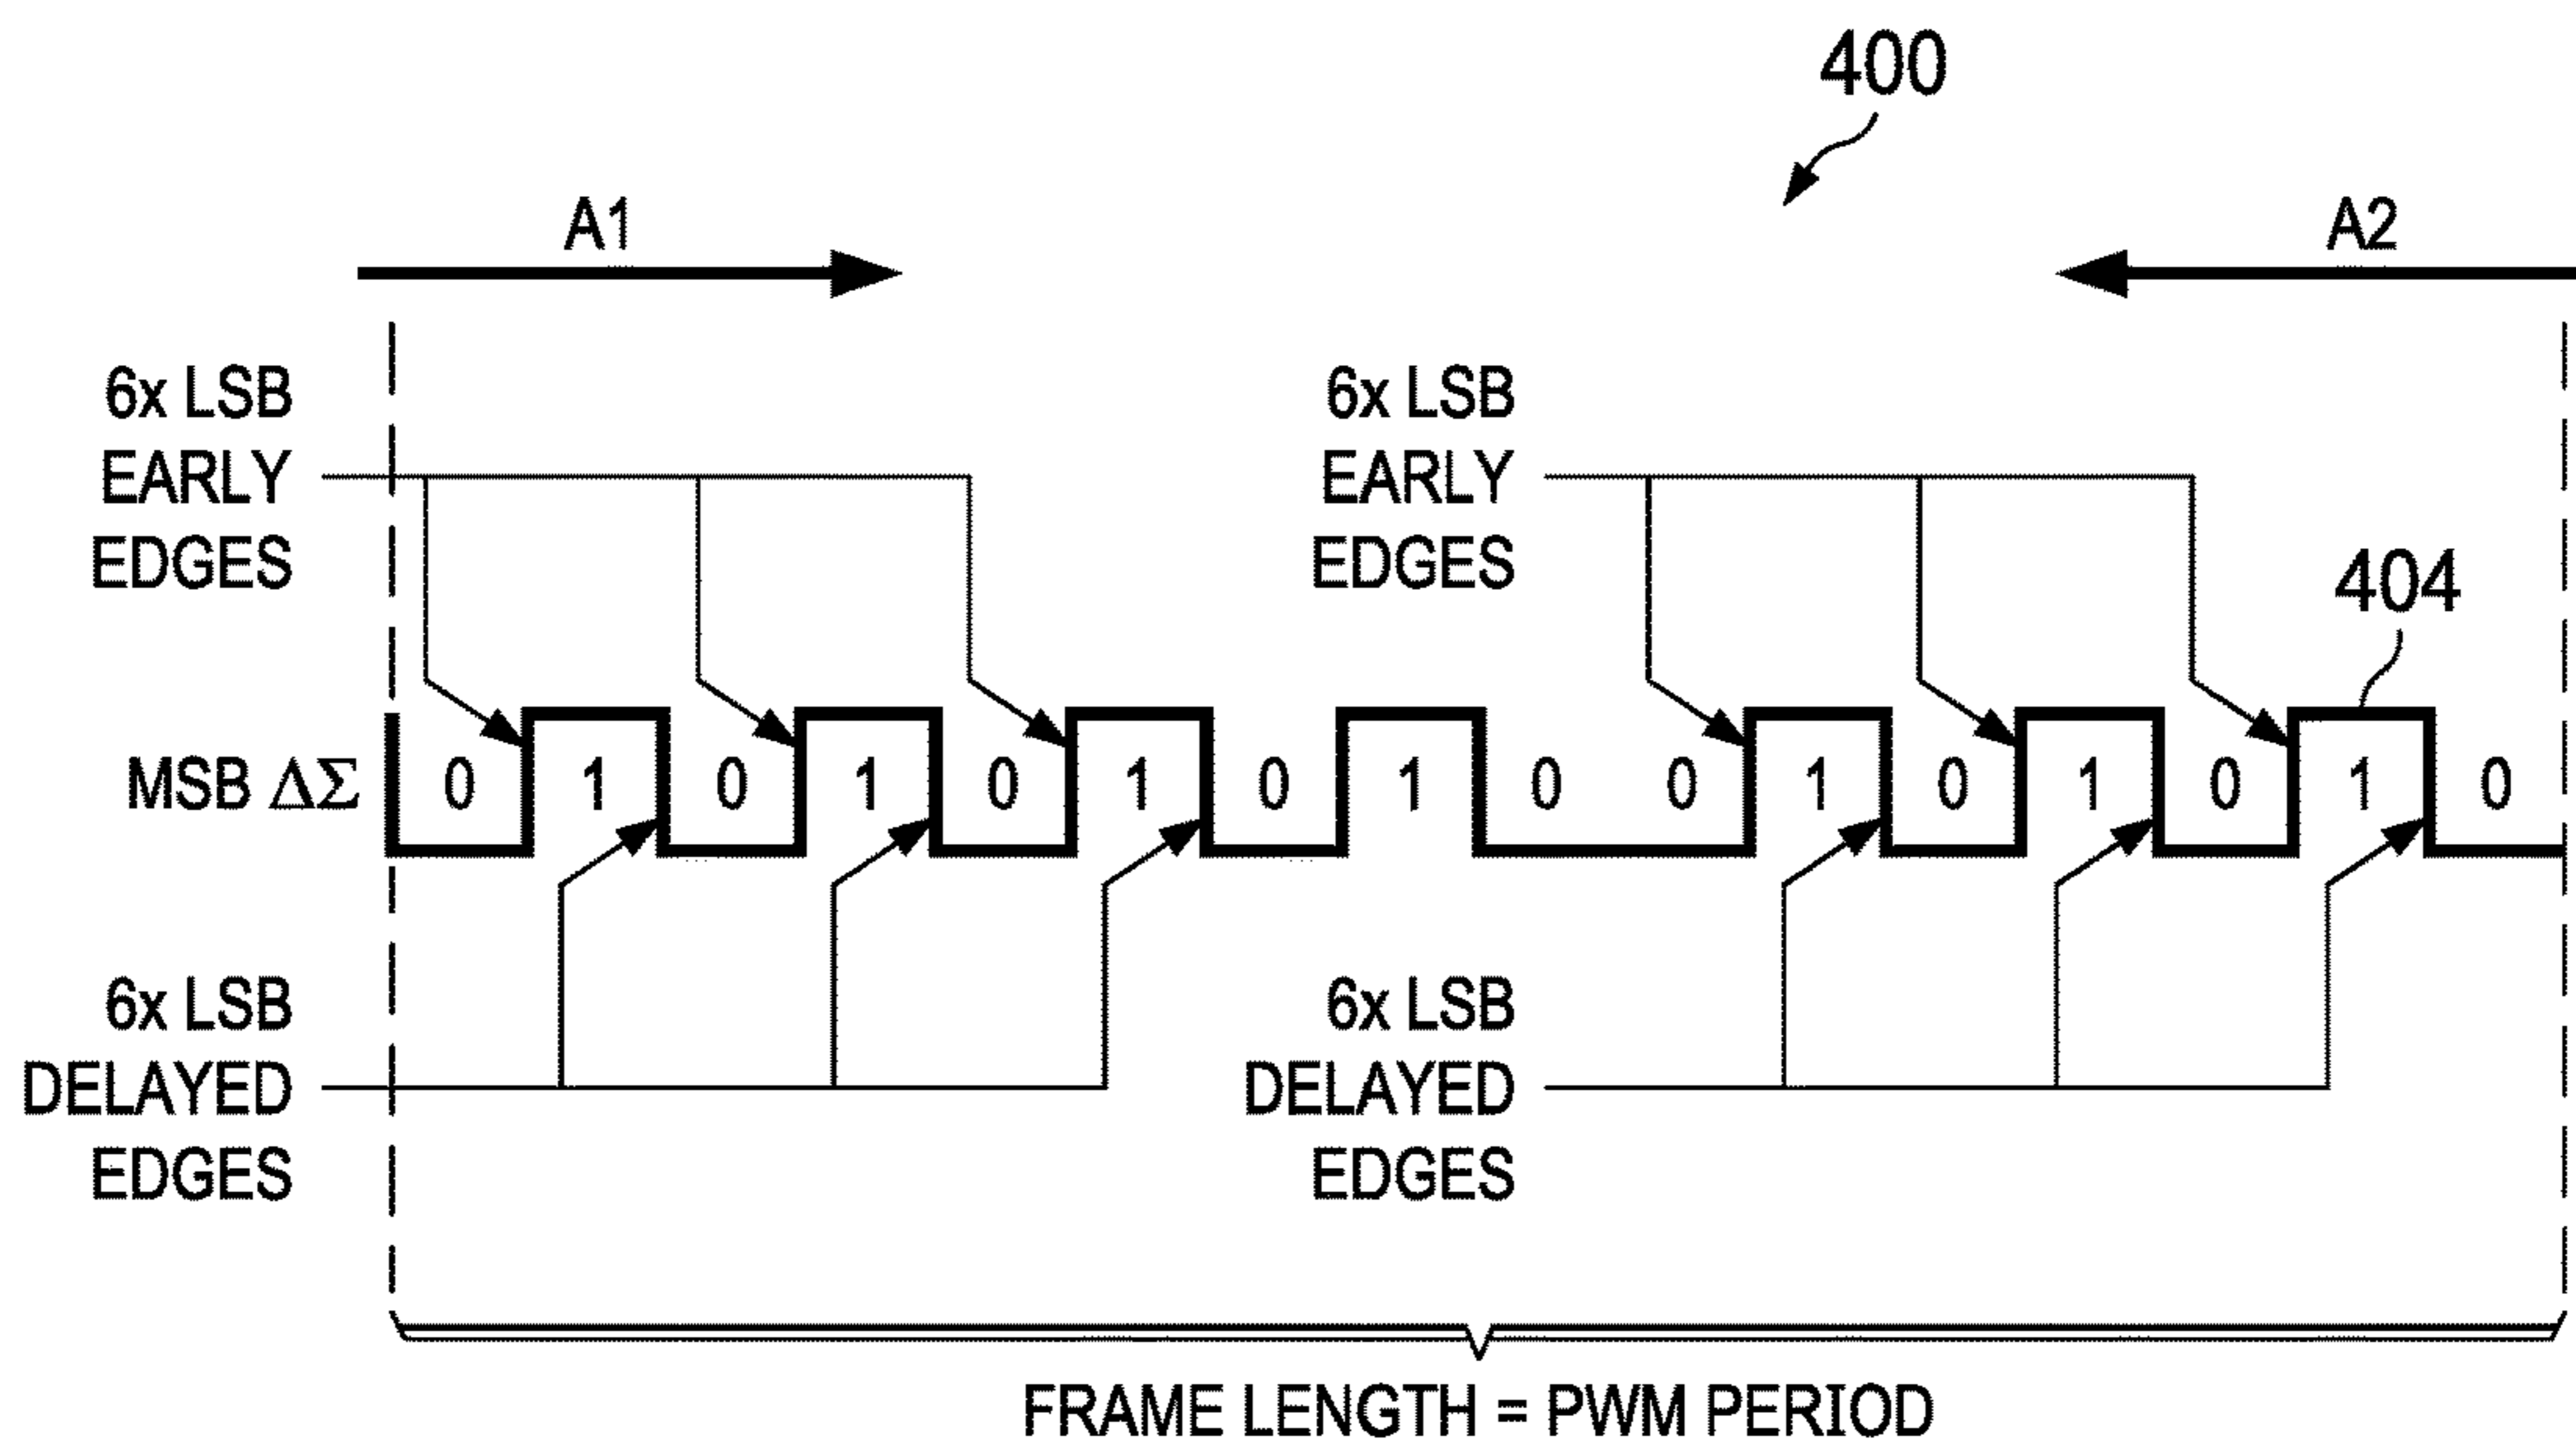 400
A1
A2
6x LSB
EARLY
EDGES
6x LSB
EARLY
EDGES
404
MSB ΔΣ
0 1 0 1 0 1 0 1 0 0 1 0 1 0 1 0
6x LSB
DELAYED
EDGES
6x LSB
DELAYED
EDGES
FRAME LENGTH = PWM PERIOD